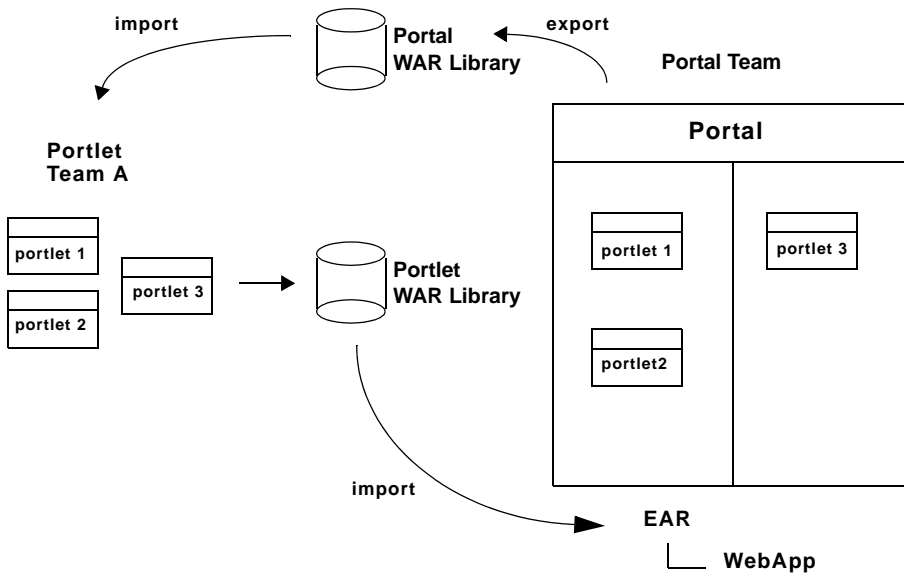 import
Portal
WAR Library
export
Portal Team
Portal
Portlet
Team A
portlet 1
portlet 2
portlet 3
Portlet
WAR Library
portlet 1
portlet 3
portlet2
import
EAR
WebApp